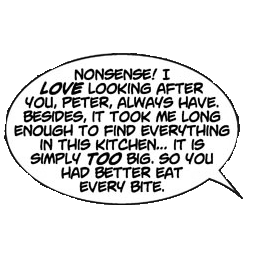 NONSENSE! I
LOVE LOOKING AFTER
YOU, PETER, ALWAYS HAVE.
BESIDES, IT TOOK ME LONG
ENOUGH TO FIND EVERYTHING
IN THIS KITCHEN... IT IS
SIMPLY TOO BIG. SO YOU
HAD BETTER EAT
EVERY BITE.